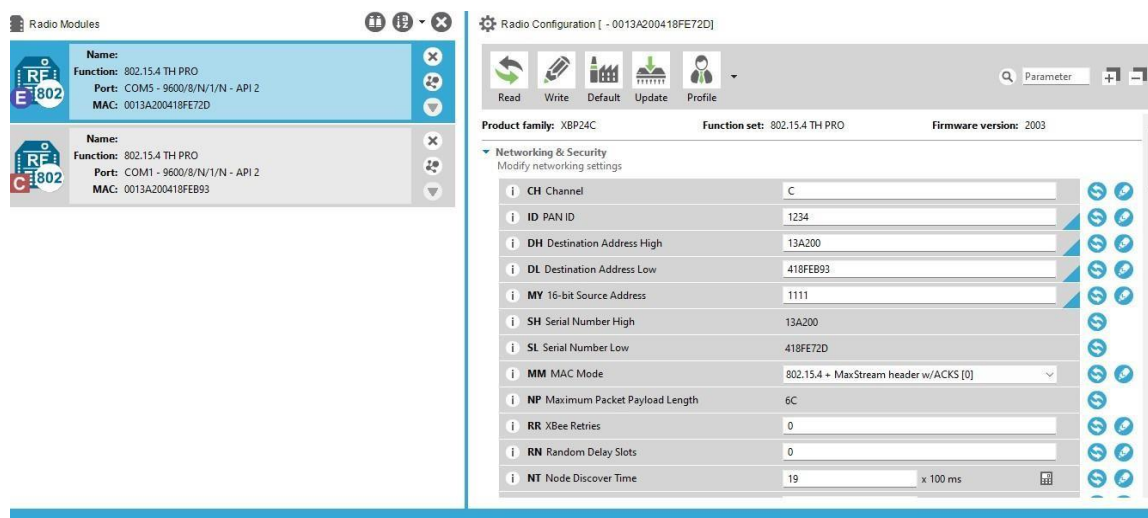 Radio Modules
Name:
Function: 802.15.4 TH PRO
Port: COM5 - 9600/8/N/1/N - API 2
MAC: 0013A200418FE72D
RF
802
E
Name:
Function: 802.15.4 TH PRO
Port: COM1 - 9600/8/N/1/N - API 2
MAC: 0013A200418FEB93
RF
802
C
Radio Configuration [ - 0013A200418FE72D]
Read Write Default Update Profile
Parameter
Product family: XBP24C Function set: 802.15.4 TH PRO Firmware version: 2003
Networking & Security
Modify networking settings
i CH Channel C
i ID PAN ID 1234
i DH Destination Address High 13A200
i DL Destination Address Low 418FEB93
i MY 16-bit Source Address 1111
i SH Serial Number High 13A200
i SL Serial Number Low 418FE72D
i MM MAC Mode 802.15.4 + MaxStream header w/ACKS [0]
i NP Maximum Packet Payload Length 6C
i RR XBee Retries 0
i RN Random Delay Slots 0
i NT Node Discover Time 19 x 100 ms